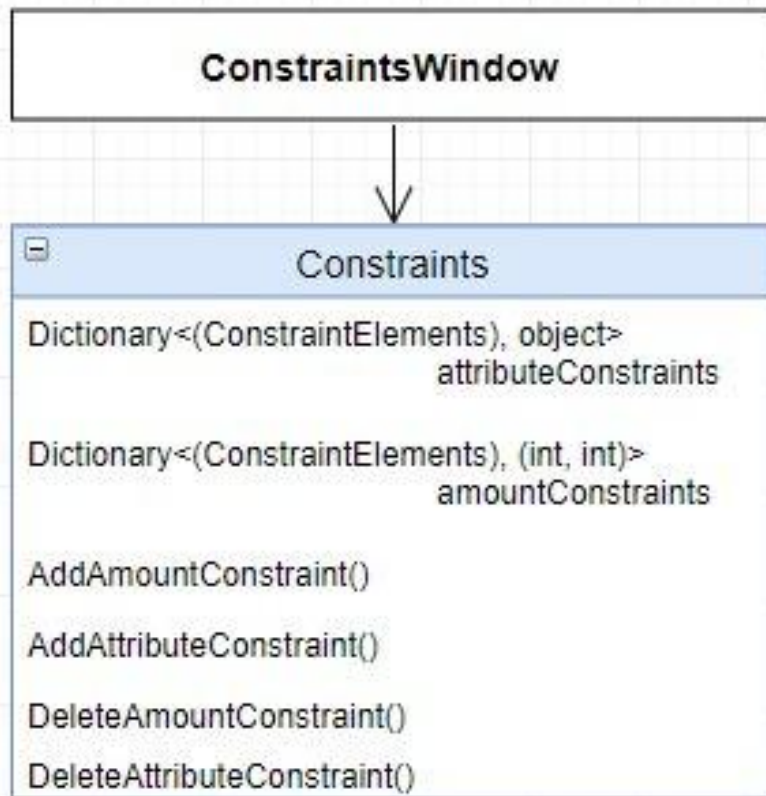 ConstraintsWindow
Constraints
Dictionary<(ConstraintElements), object>
attributeConstraints
Dictionary<(ConstraintElements), (int, int)>
amountConstraints
AddAmountConstraint()
AddAttributeConstraint()
DeleteAmountConstraint()
DeleteAttributeConstraint()